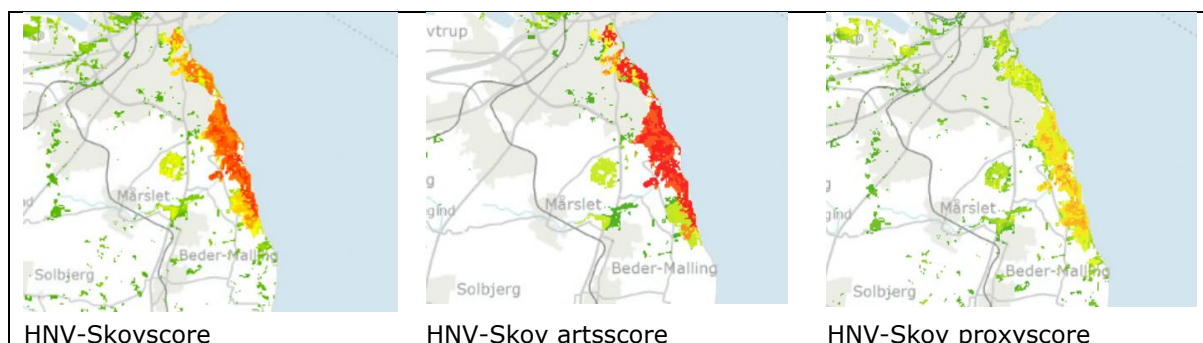 vtrup
Mårslet
Mårslet
Mårslet
Beder-Malling
Solbjerg
Beder-Malling
Solbjerg
Beder-Malling
Solbjerg
HNV-Skovscore
HNV-Skov artsscore
HNV-Skov proxyscore